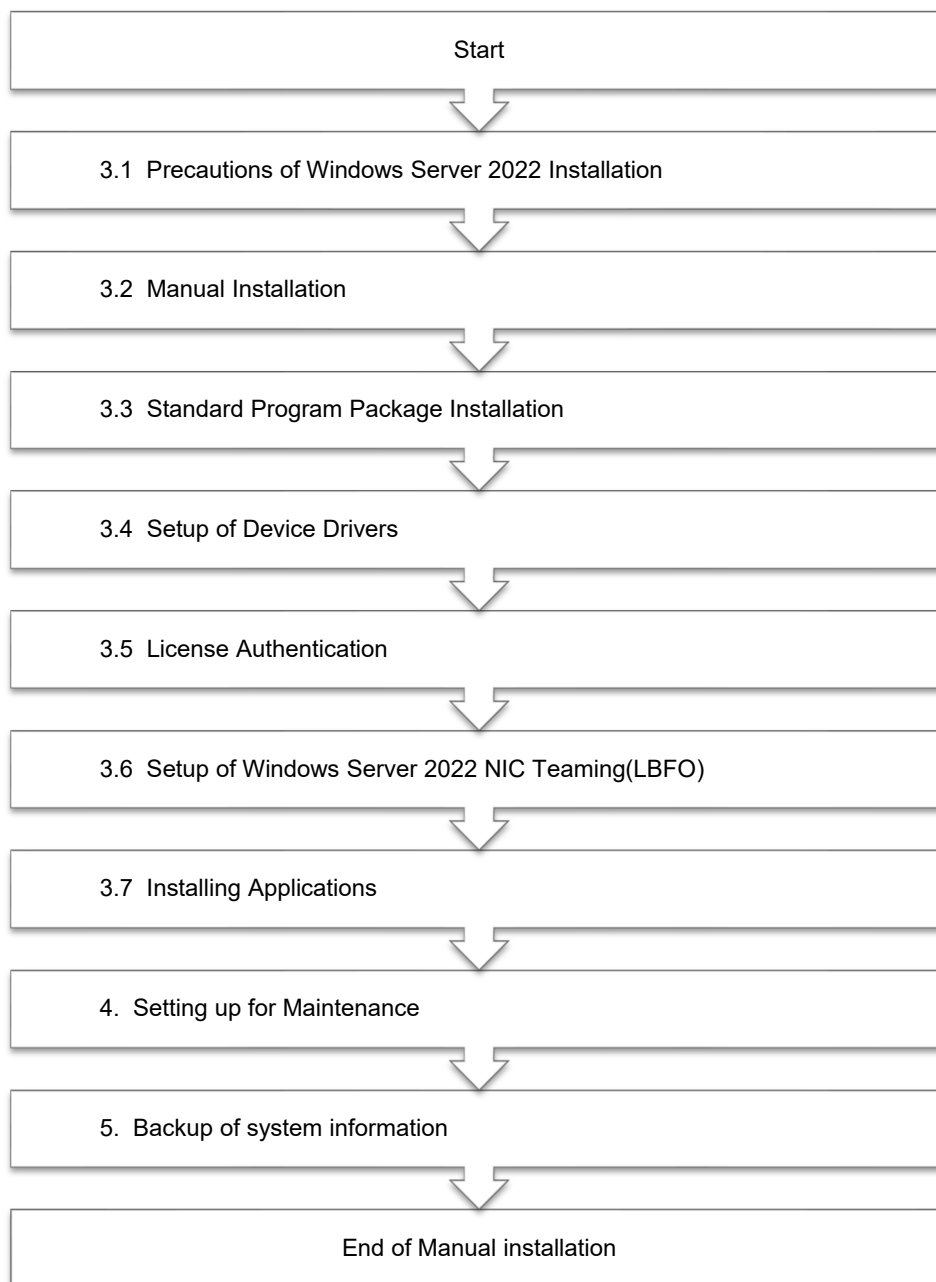 Start
3.1 Precautions of Windows Server 2022 Installation
3.2 Manual Installation
3.3 Standard Program Package Installation
3.4 Setup of Device Drivers
3.5 License Authentication
3.6 Setup of Windows Server 2022 NIC Teaming(LBFO)
3.7 Installing Applications
4. Setting up for Maintenance
5. Backup of system information
End of Manual installation